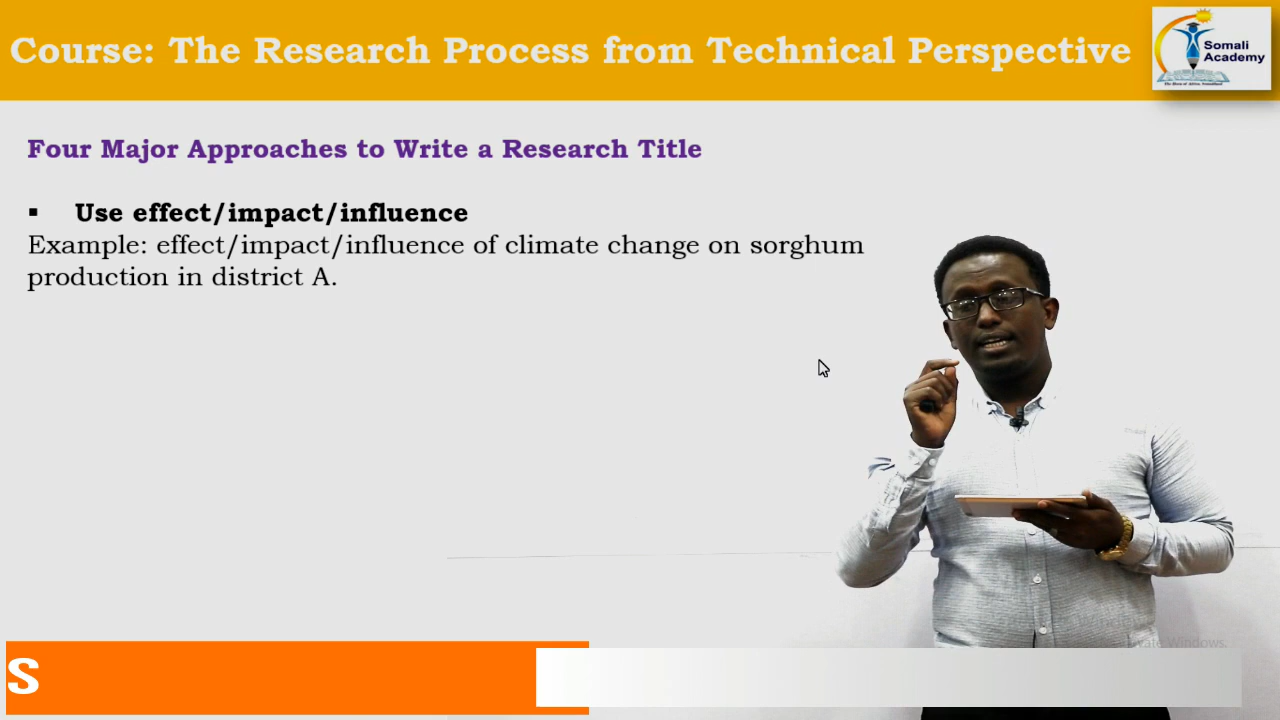 Course: The Research Process from Technical Perspective
Somali
Academy
Four Major Approaches to Write a Research Title
▪ Use effect/impact/influence
Example: effect/impact/influence of climate change on sorghum
production in district A.
Windows.
S